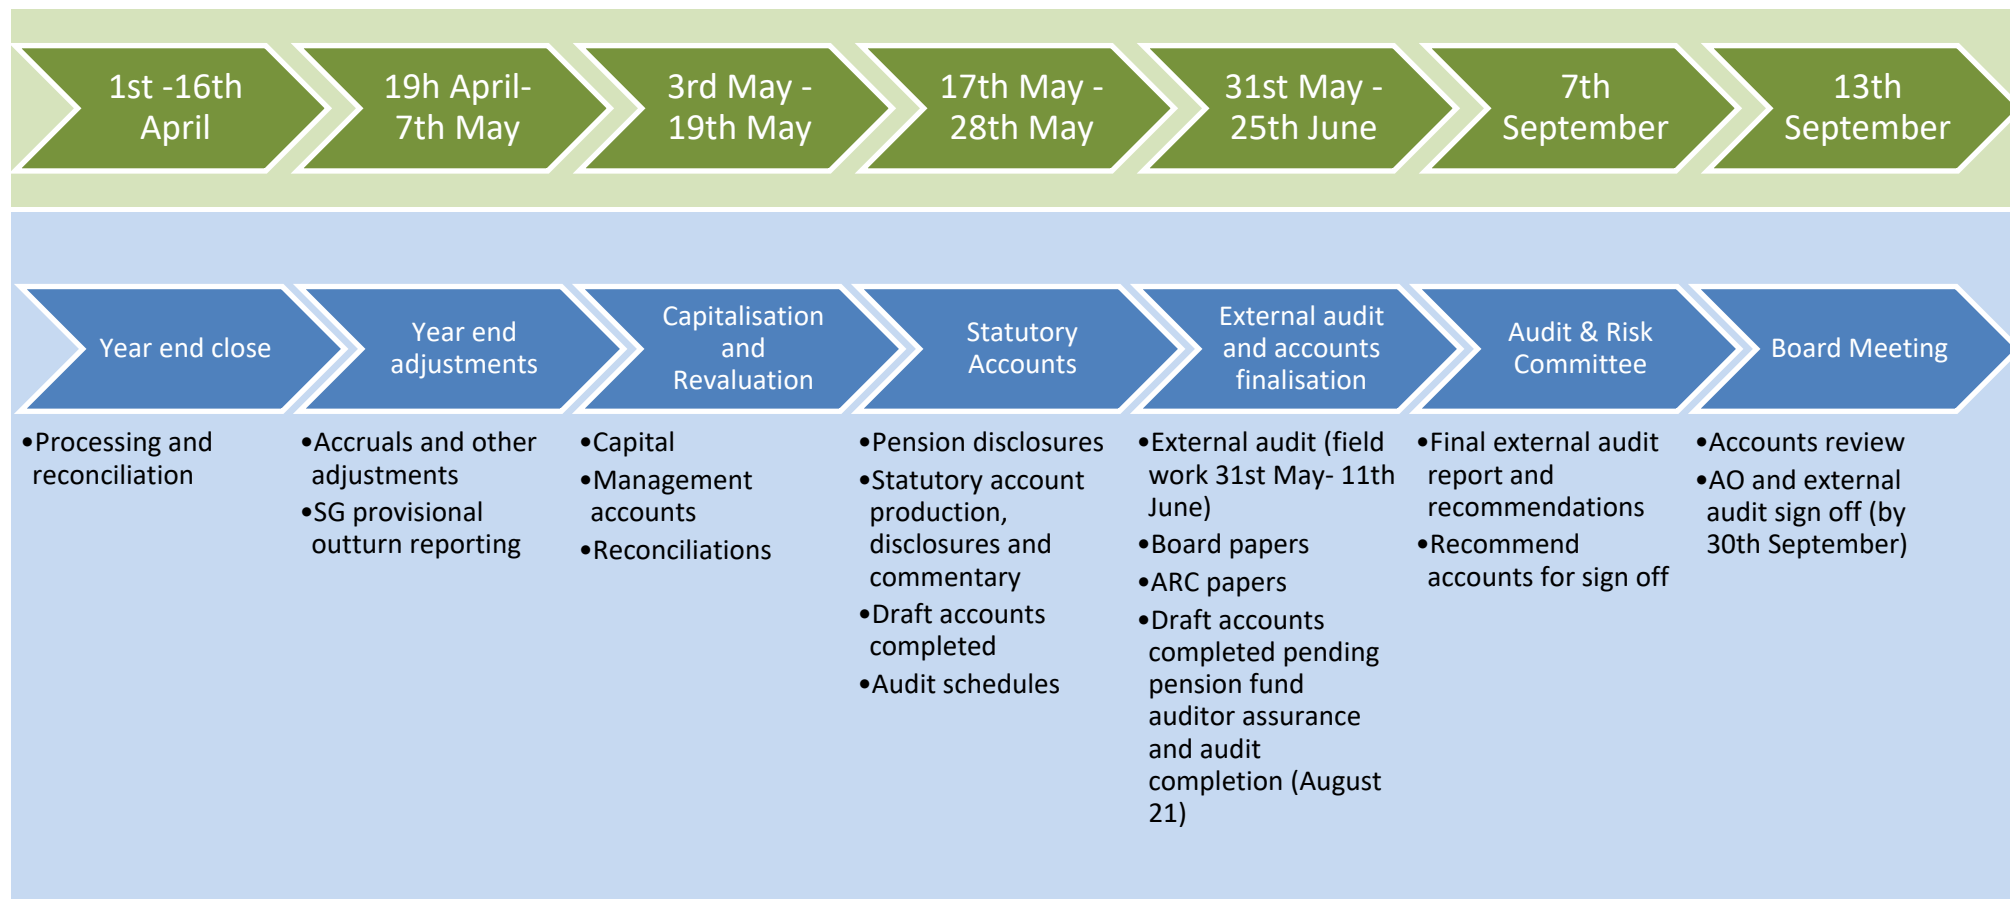 1st -16th
April
19h April-
7th May
3rd May -
19th May
17th May -
28th May
31st May -
25th June
7th
September
13th
September
Year end close
Year end
adjustments
Capitalisation
and
Revaluation
Statutory
Accounts
External audit
and accounts
finalisation
Audit & Risk
Committee
Board Meeting
•Processing and
reconciliation
•Accruals and other
adjustments
•SG provisional
outturn reporting
•Capital
•Management
accounts
•Reconciliations
•Pension disclosures
•Statutory account
production,
disclosures and
commentary
•Draft accounts
completed
•Audit schedules
•External audit (field
work 31st May- 11th
June)
•Board papers
•ARC papers
•Draft accounts
completed pending
pension fund
auditor assurance
and audit
completion (August
21)
•Final external audit
report and
recommendations
•Recommend
accounts for sign off
•Accounts review
•AO and external
audit sign off (by
30th September)